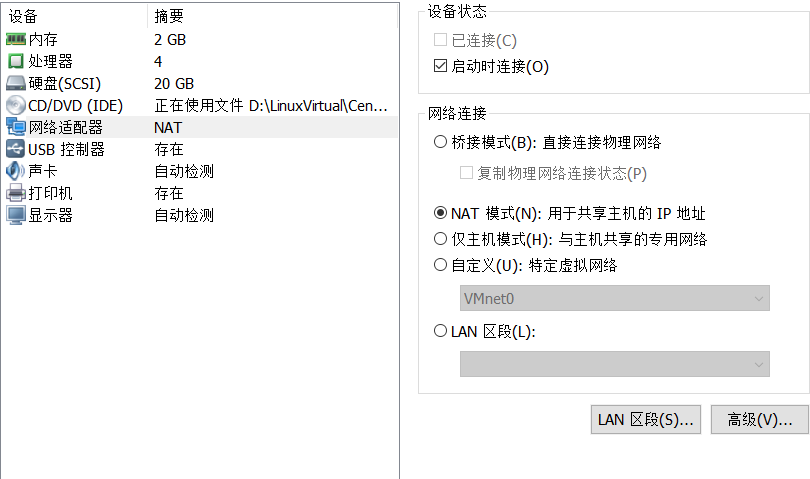 设备 摘要
内存 2 GB
处理器 4
硬盘(SCSI) 20 GB
CD/DVD (IDE) 正在使用文件 D:\LinuxVirtual\Cen...
网络适配器 NAT
USB 控制器 存在
声卡 自动检测
打印机 存在
显示器 自动检测
设备状态
已连接(C)
启动时连接(O)
网络连接
桥接模式(B): 直接连接物理网络
复制物理网络连接状态(P)
NAT 模式(N): 用于共享主机的 IP 地址
仅主机模式(H): 与主机共享的专用网络
自定义(U): 特定虚拟网络
VMnet0
LAN 区段(L):
LAN 区段(S)... 高级(V)...